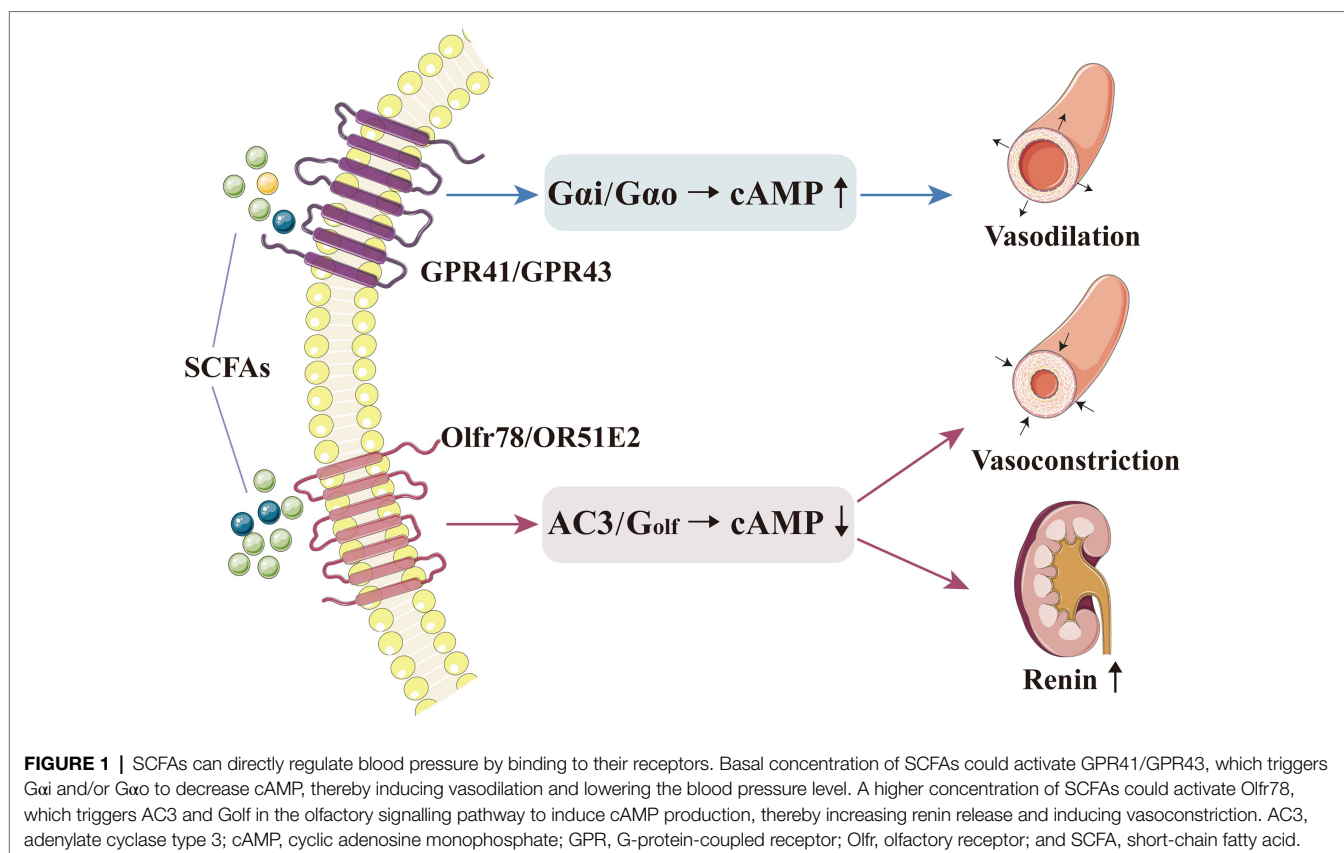 Gαi/Gαo → cAMP ↑
Vasodilation
GPR41/GPR43
SCFAs
Olfr78/OR51E2
Vasoconstriction
AC3/Golf → cAMP ↓
Renin ↑
FIGURE 1 | SCFAs can directly regulate blood pressure by binding to their receptors. Basal concentration of SCFAs could activate GPR41/GPR43, which triggers
Gαi and/or Gαo to decrease cAMP, thereby inducing vasodilation and lowering the blood pressure level. A higher concentration of SCFAs could activate Olfr78,
which triggers AC3 and Golf in the olfactory signalling pathway to induce cAMP production, thereby increasing renin release and inducing vasoconstriction. AC3,
adenylate cyclase type 3; cAMP, cyclic adenosine monophosphate; GPR, G-protein-coupled receptor; Olfr, olfactory receptor; and SCFA, short-chain fatty acid.